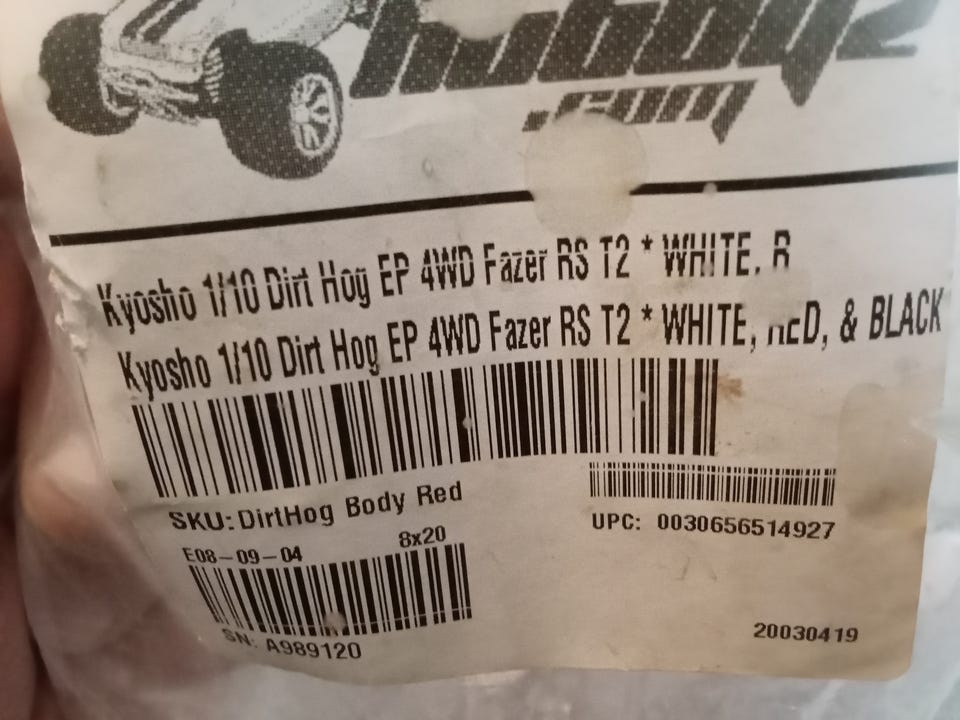 .com
Kyosho 1/10 Dirt Hog EP 4WD Fazer RS T2 * WHITE, R
Kyosho 1/10 Dirt Hog EP 4WD Fazer RS T2 * WHITE, RED, & BLACK
SKU: DirtHog Body Red
UPC: 0030656514927
E08-09-04 8x20
SN: A989120
20030419